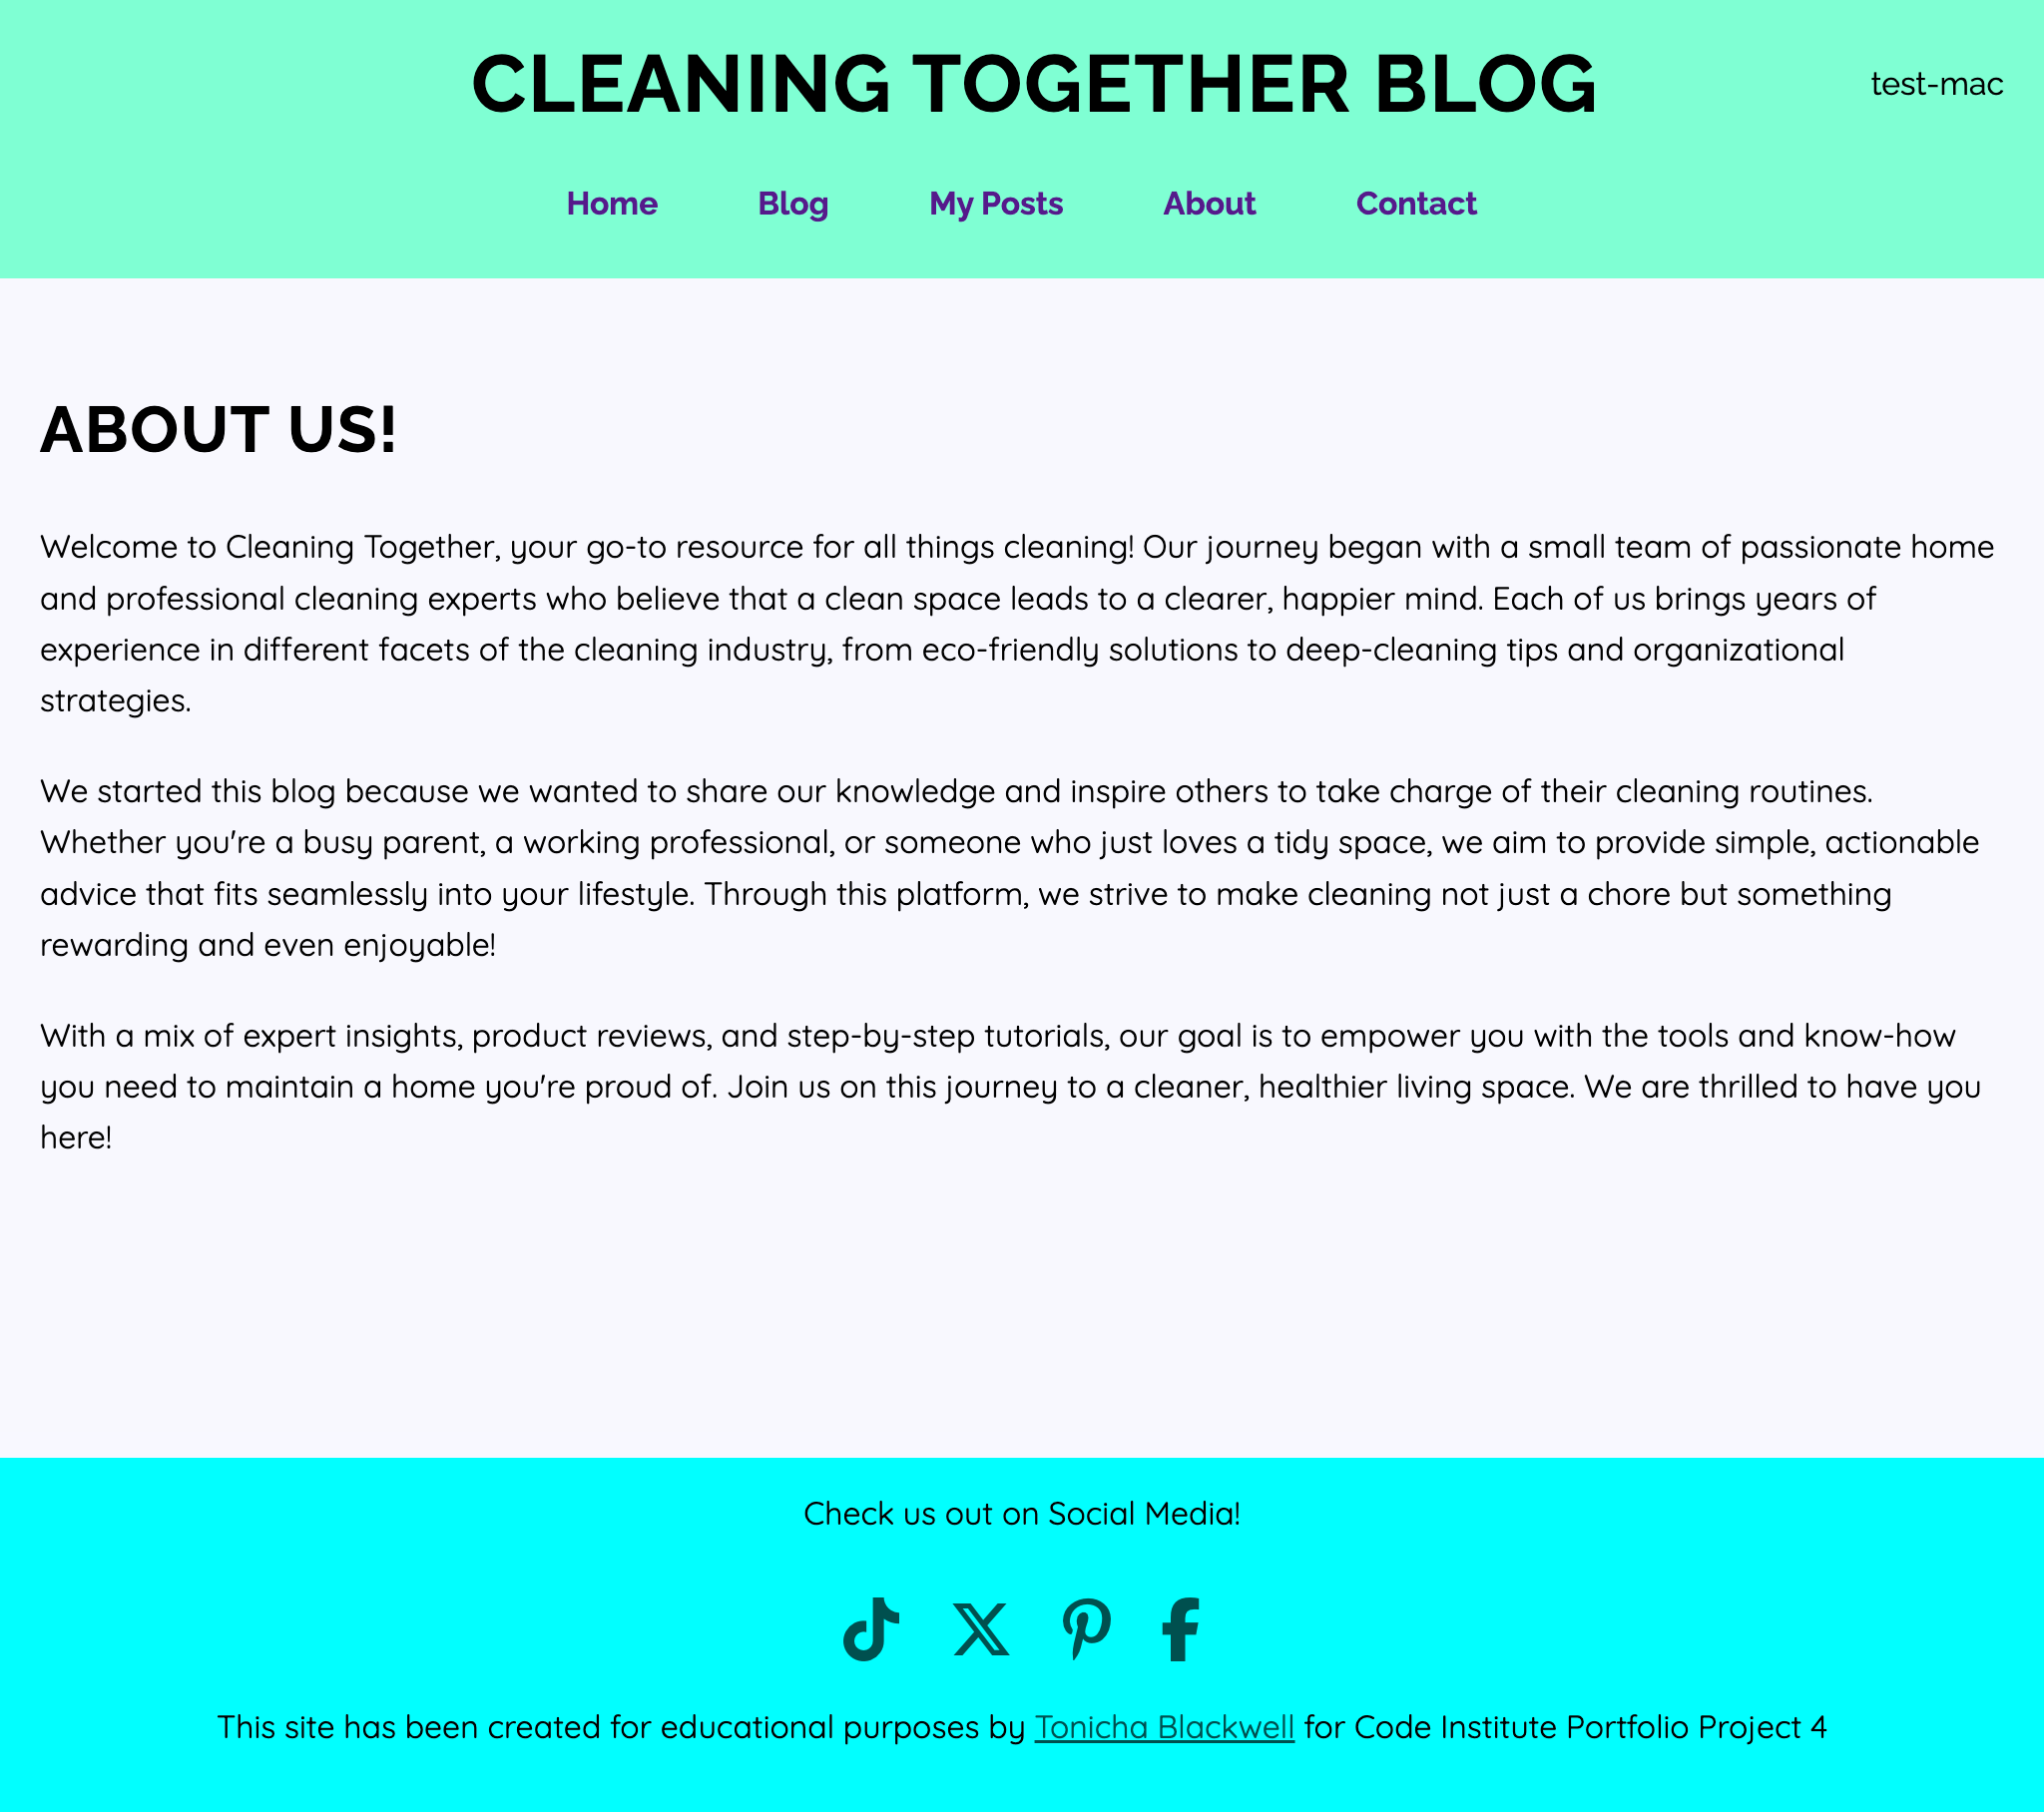 CLEANING TOGETHER BLOG
test-mac
Home Blog My Posts About Contact
ABOUT US!
Welcome to Cleaning Together, your go-to resource for all things cleaning! Our journey began with a small team of passionate home
and professional cleaning experts who believe that a clean space leads to a clearer, happier mind. Each of us brings years of
experience in different facets of the cleaning industry, from eco-friendly solutions to deep-cleaning tips and organizational
strategies.
We started this blog because we wanted to share our knowledge and inspire others to take charge of their cleaning routines.
Whether you're a busy parent, a working professional, or someone who just loves a tidy space, we aim to provide simple, actionable
advice that fits seamlessly into your lifestyle. Through this platform, we strive to make cleaning not just a chore but something
rewarding and even enjoyable!
With a mix of expert insights, product reviews, and step-by-step tutorials, our goal is to empower you with the tools and know-how
you need to maintain a home you're proud of. Join us on this journey to a cleaner, healthier living space. We are thrilled to have you
here!
Check us out on Social Media!
This site has been created for educational purposes by Tonicha Blackwell for Code Institute Portfolio Project 4